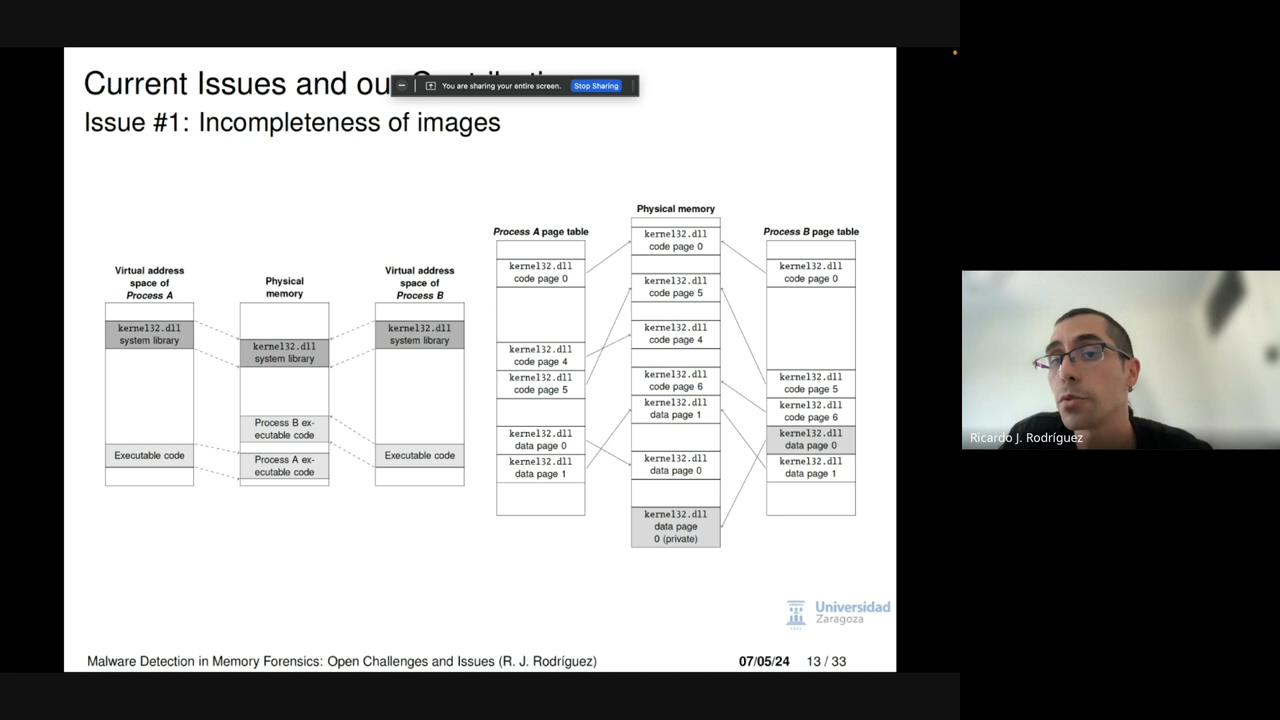 Current Issues and ou
You are sharing your entire screen.
Stop Sharing
Issue #1: Incompleteness of images
Virtual address
space of
Process A
kernel32.dll
system library
Executable code
Physical
memory
kernel32.dll
system library
Process B ex-
ecutable code
Process A ex-
ecutable code
Virtual address
space of
Process B
kernel32.dll
system library
Executable code
Process A page table
kernel32.dll
code page 0
kernel32.dll
code page 4
kernel32.dll
code page 5
kernel32.dll
data page 0
kernel32.dll
data page 1
Physical memory
kernel32.dll
code page 0
kernel32.dll
code page 5
kernel32.dll
code page 4
kernel32.dll
code page 6
kernel32.dll
data page 1
kernel32.dll
data page 0
kernel32.dll
data page
0 (private)
Process B page table
kernel32.dll
code page 0
kernel32.dll
code page 5
kernel32.dll
code page 6
kernel32.dll
data page 0
kernel32.dll
data page 1
Universidad
Zaragoza
Malware Detection in Memory Forensics: Open Challenges and Issues (R. J. Rodríguez)
07/05/24 13 / 33
Ricardo J. Rodríguez